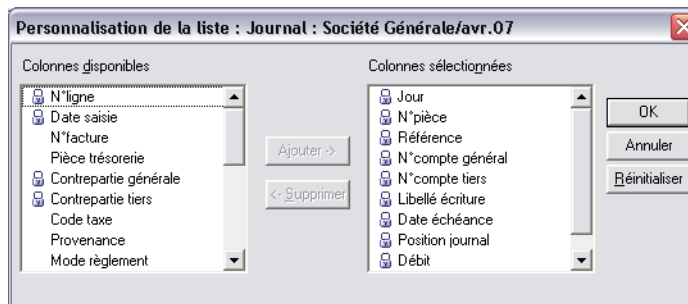 Personnalisation de la liste : Journal : Société Générale/avr.07
Colonnes disponibles
N°ligne
Date saisie
N°facture
Pièce trésorerie
Contrepartie générale
Contrepartie tiers
Code taxe
Provenance
Mode règlement
Ajouter ->
<- Supprimer
Colonnes sélectionnées
Jour
N°pièce
Référence
N°compte général
N°compte tiers
Libellé écriture
Date échéance
Position journal
Débit
OK
Annuler
Réinitialiser